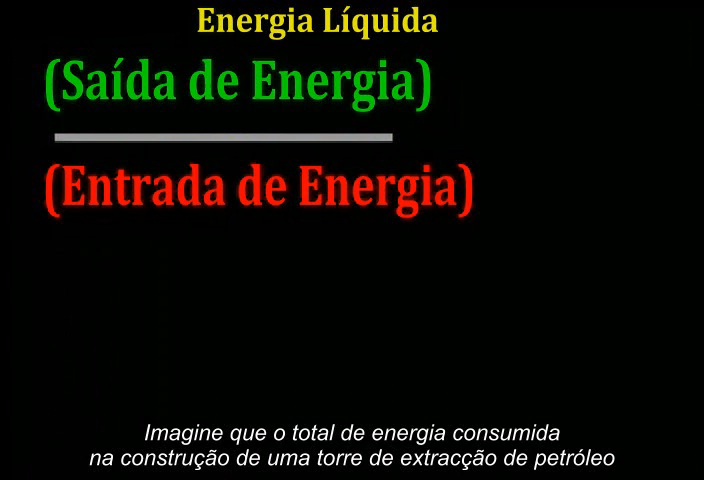 Energia Líquida
(Saída de Energia)
(Entrada de Energia)
Imagine que o total de energia consumida
na construção de uma torre de extracção de petróleo